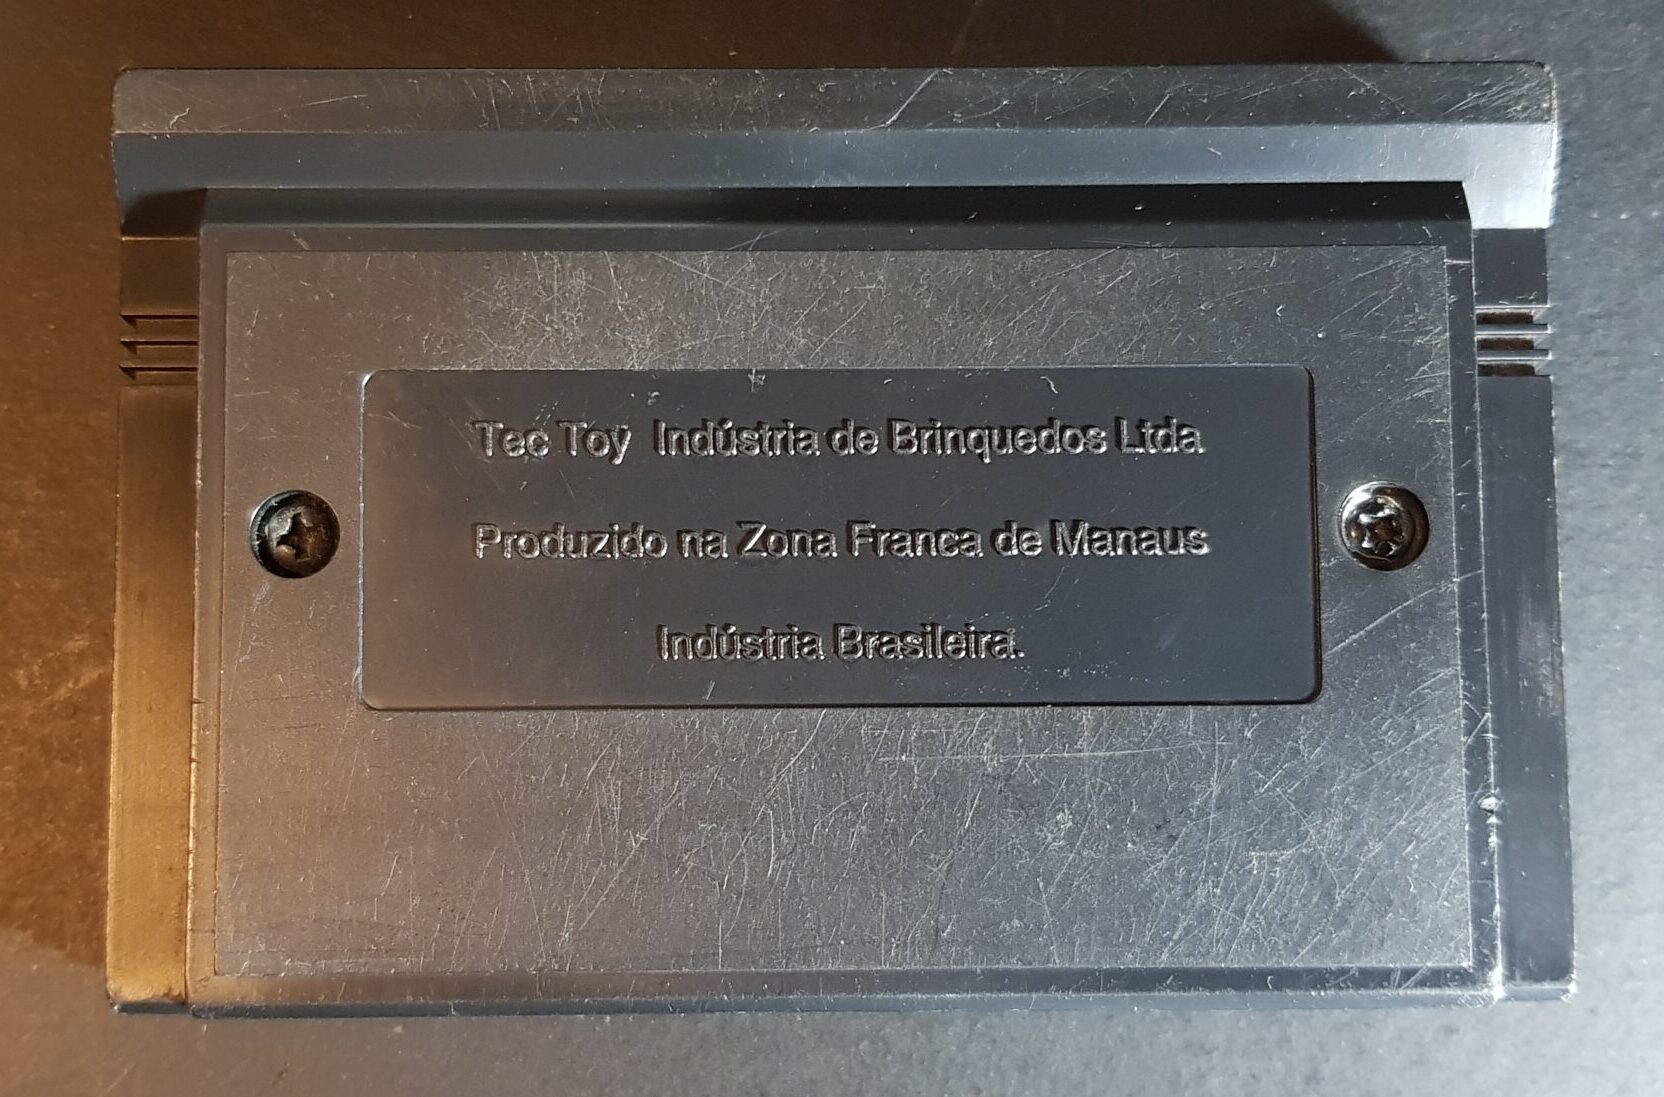 Tec Toy Indústria de Brinquedos Ltda
Produzido na Zona Franca de Manaus
Indústria Brasileira.